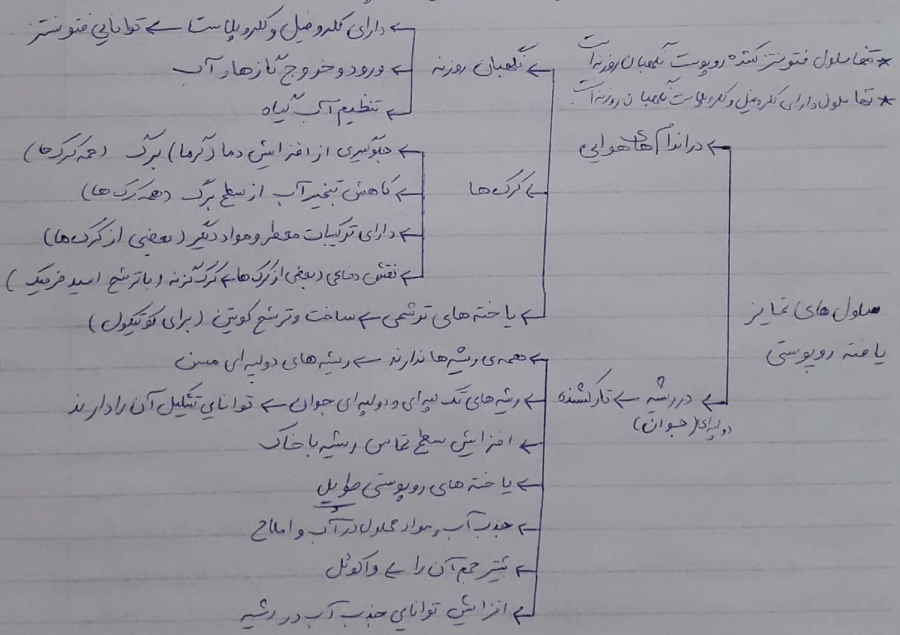 دارای کلروفیل و کلروپلاست ← توانایی فتوسنتز
* تنها سلول فتوسنتز کننده روپوست نگهبان روزنه است
نگهبان روزنه ← ورود و خروج گازها و آب
* تنها سلول دارای کلروفیل و کلروپلاست نگهبان روزنه است
← تنظیم آب گیاه
← در اندام های هوایی
← جلوگیری از افزایش دما (گرما) برگ (همه کرک ها)
← کرک ها
← کاهش تبخیر آب از سطح برگ (همه کرک ها)
← دارای ترکیبات معطر و مواد دیگر (بعضی از کرک ها)
← نقش دفاعی (بعضی از کرک ها ← کرک گزنه (با ترشح اسید فرمیک)
سلول های تمایز
یافته روپوستی
← یاخته های ترشحی ← ساخت و ترشح کوتین (برای کوتیکول)
← همه ی ریشه ها ندارند ← ریشه های دولپه ای مسن
← در ریشه ← تارکشنده
دولپه ای (جوان)
← ریشه های تک لپه ای و دولپه ای جوان ← توانایی تشکیل آن را دارند
← افزایش سطح تماس ریشه با خاک
← یاخته های روپوستی طویل
← جذب آب و مواد محلول در آب و املاح
← بیشتر حجم آن را ← واکوئل
← افزایش توانایی جذب آب در ریشه